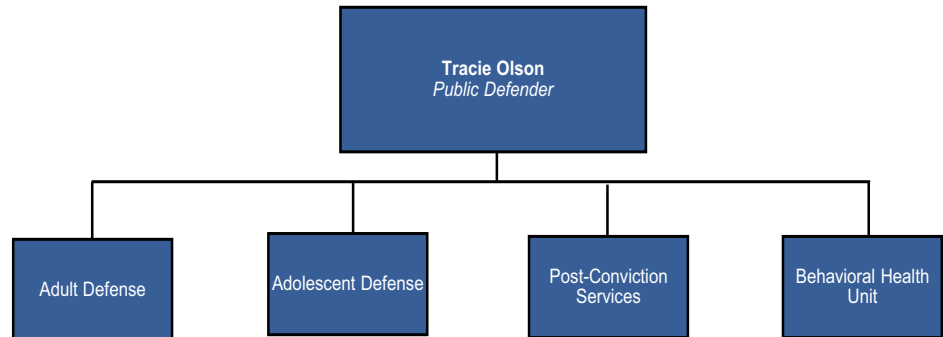 Tracie Olson
Public Defender
Adult Defense
Adolescent Defense
Post-Conviction
Services
Behavioral Health
Unit